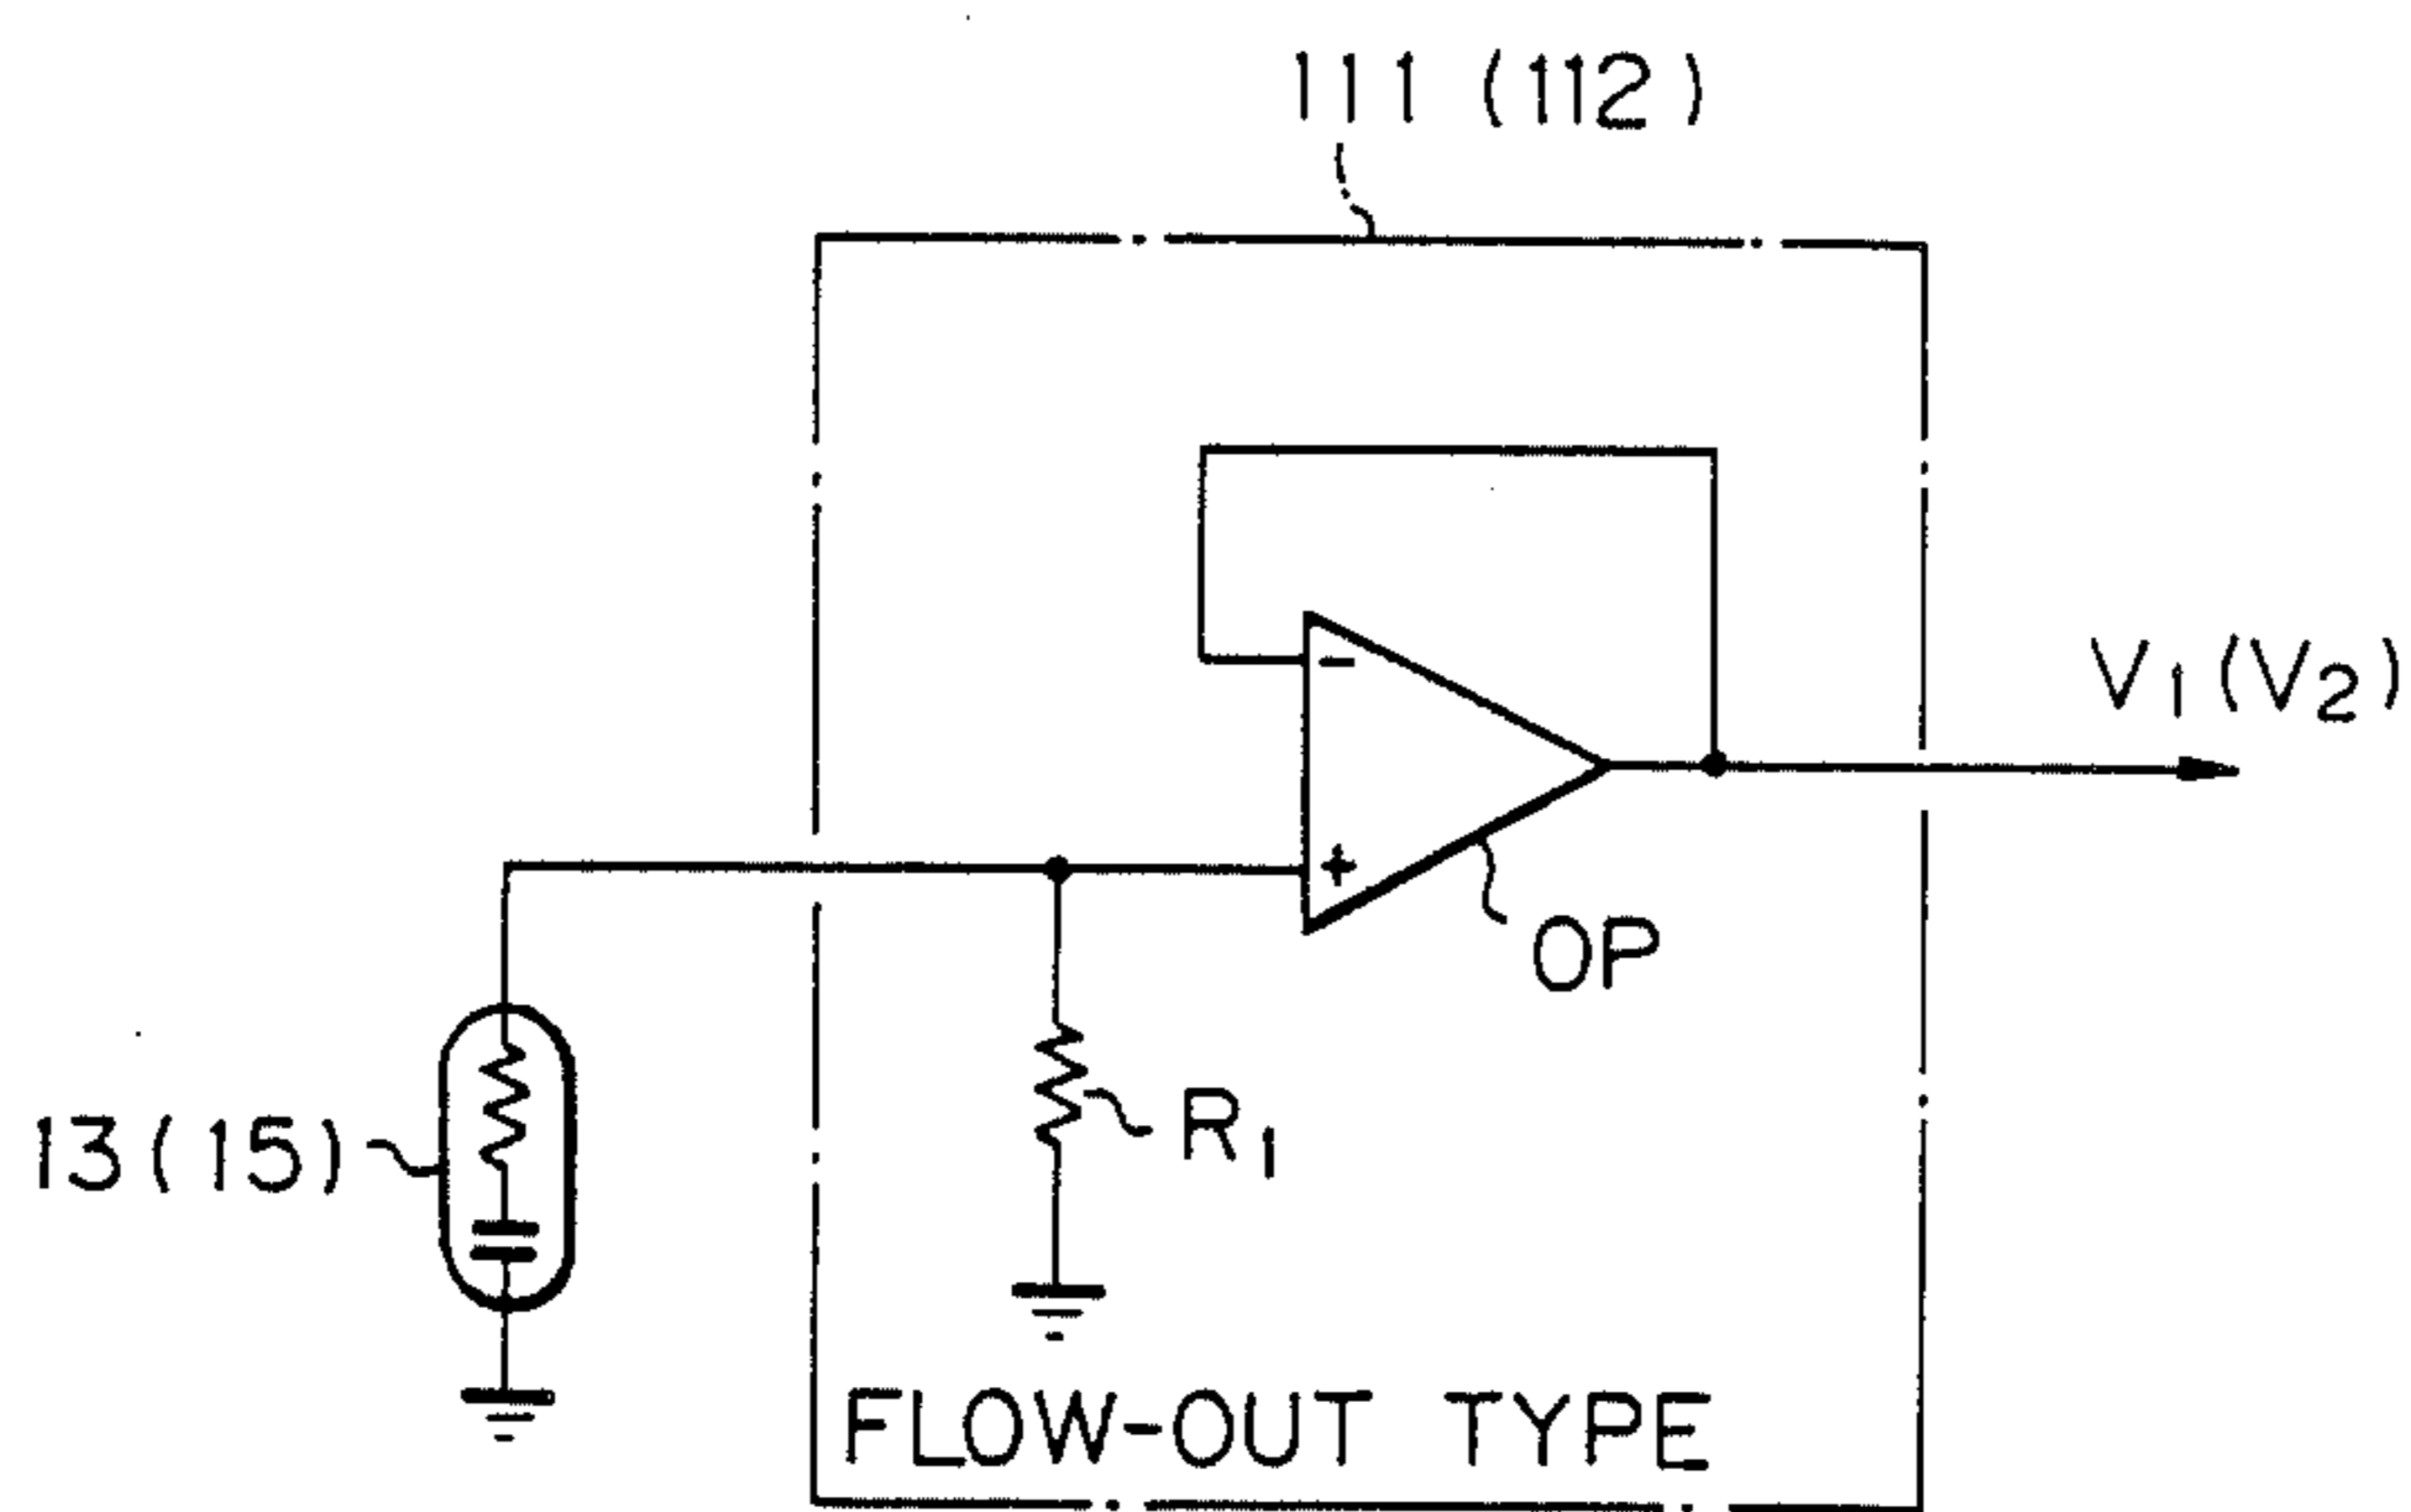 111 (112)
V1(V2)
-
+
OP
13(15)
R1
FLOW-OUT TYPE